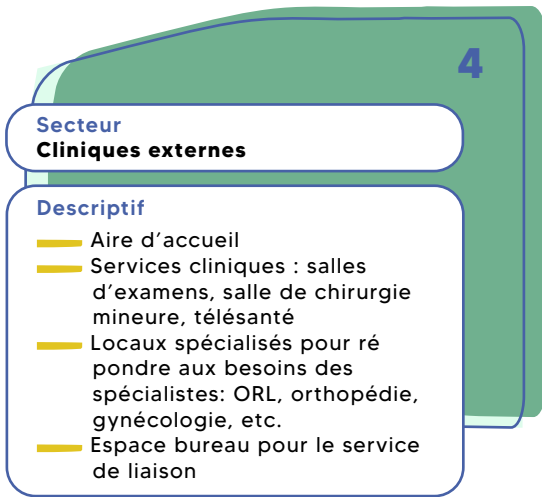 4
Secteur
Cliniques externes
Descriptif
Aire d’accueil
Services cliniques : salles
d’examens, salle de chirurgie
mineure, télésanté
Locaux spécialisés pour ré
pondre aux besoins des
spécialistes: ORL, orthopédie,
gynécologie, etc.
Espace bureau pour le service
de liaison